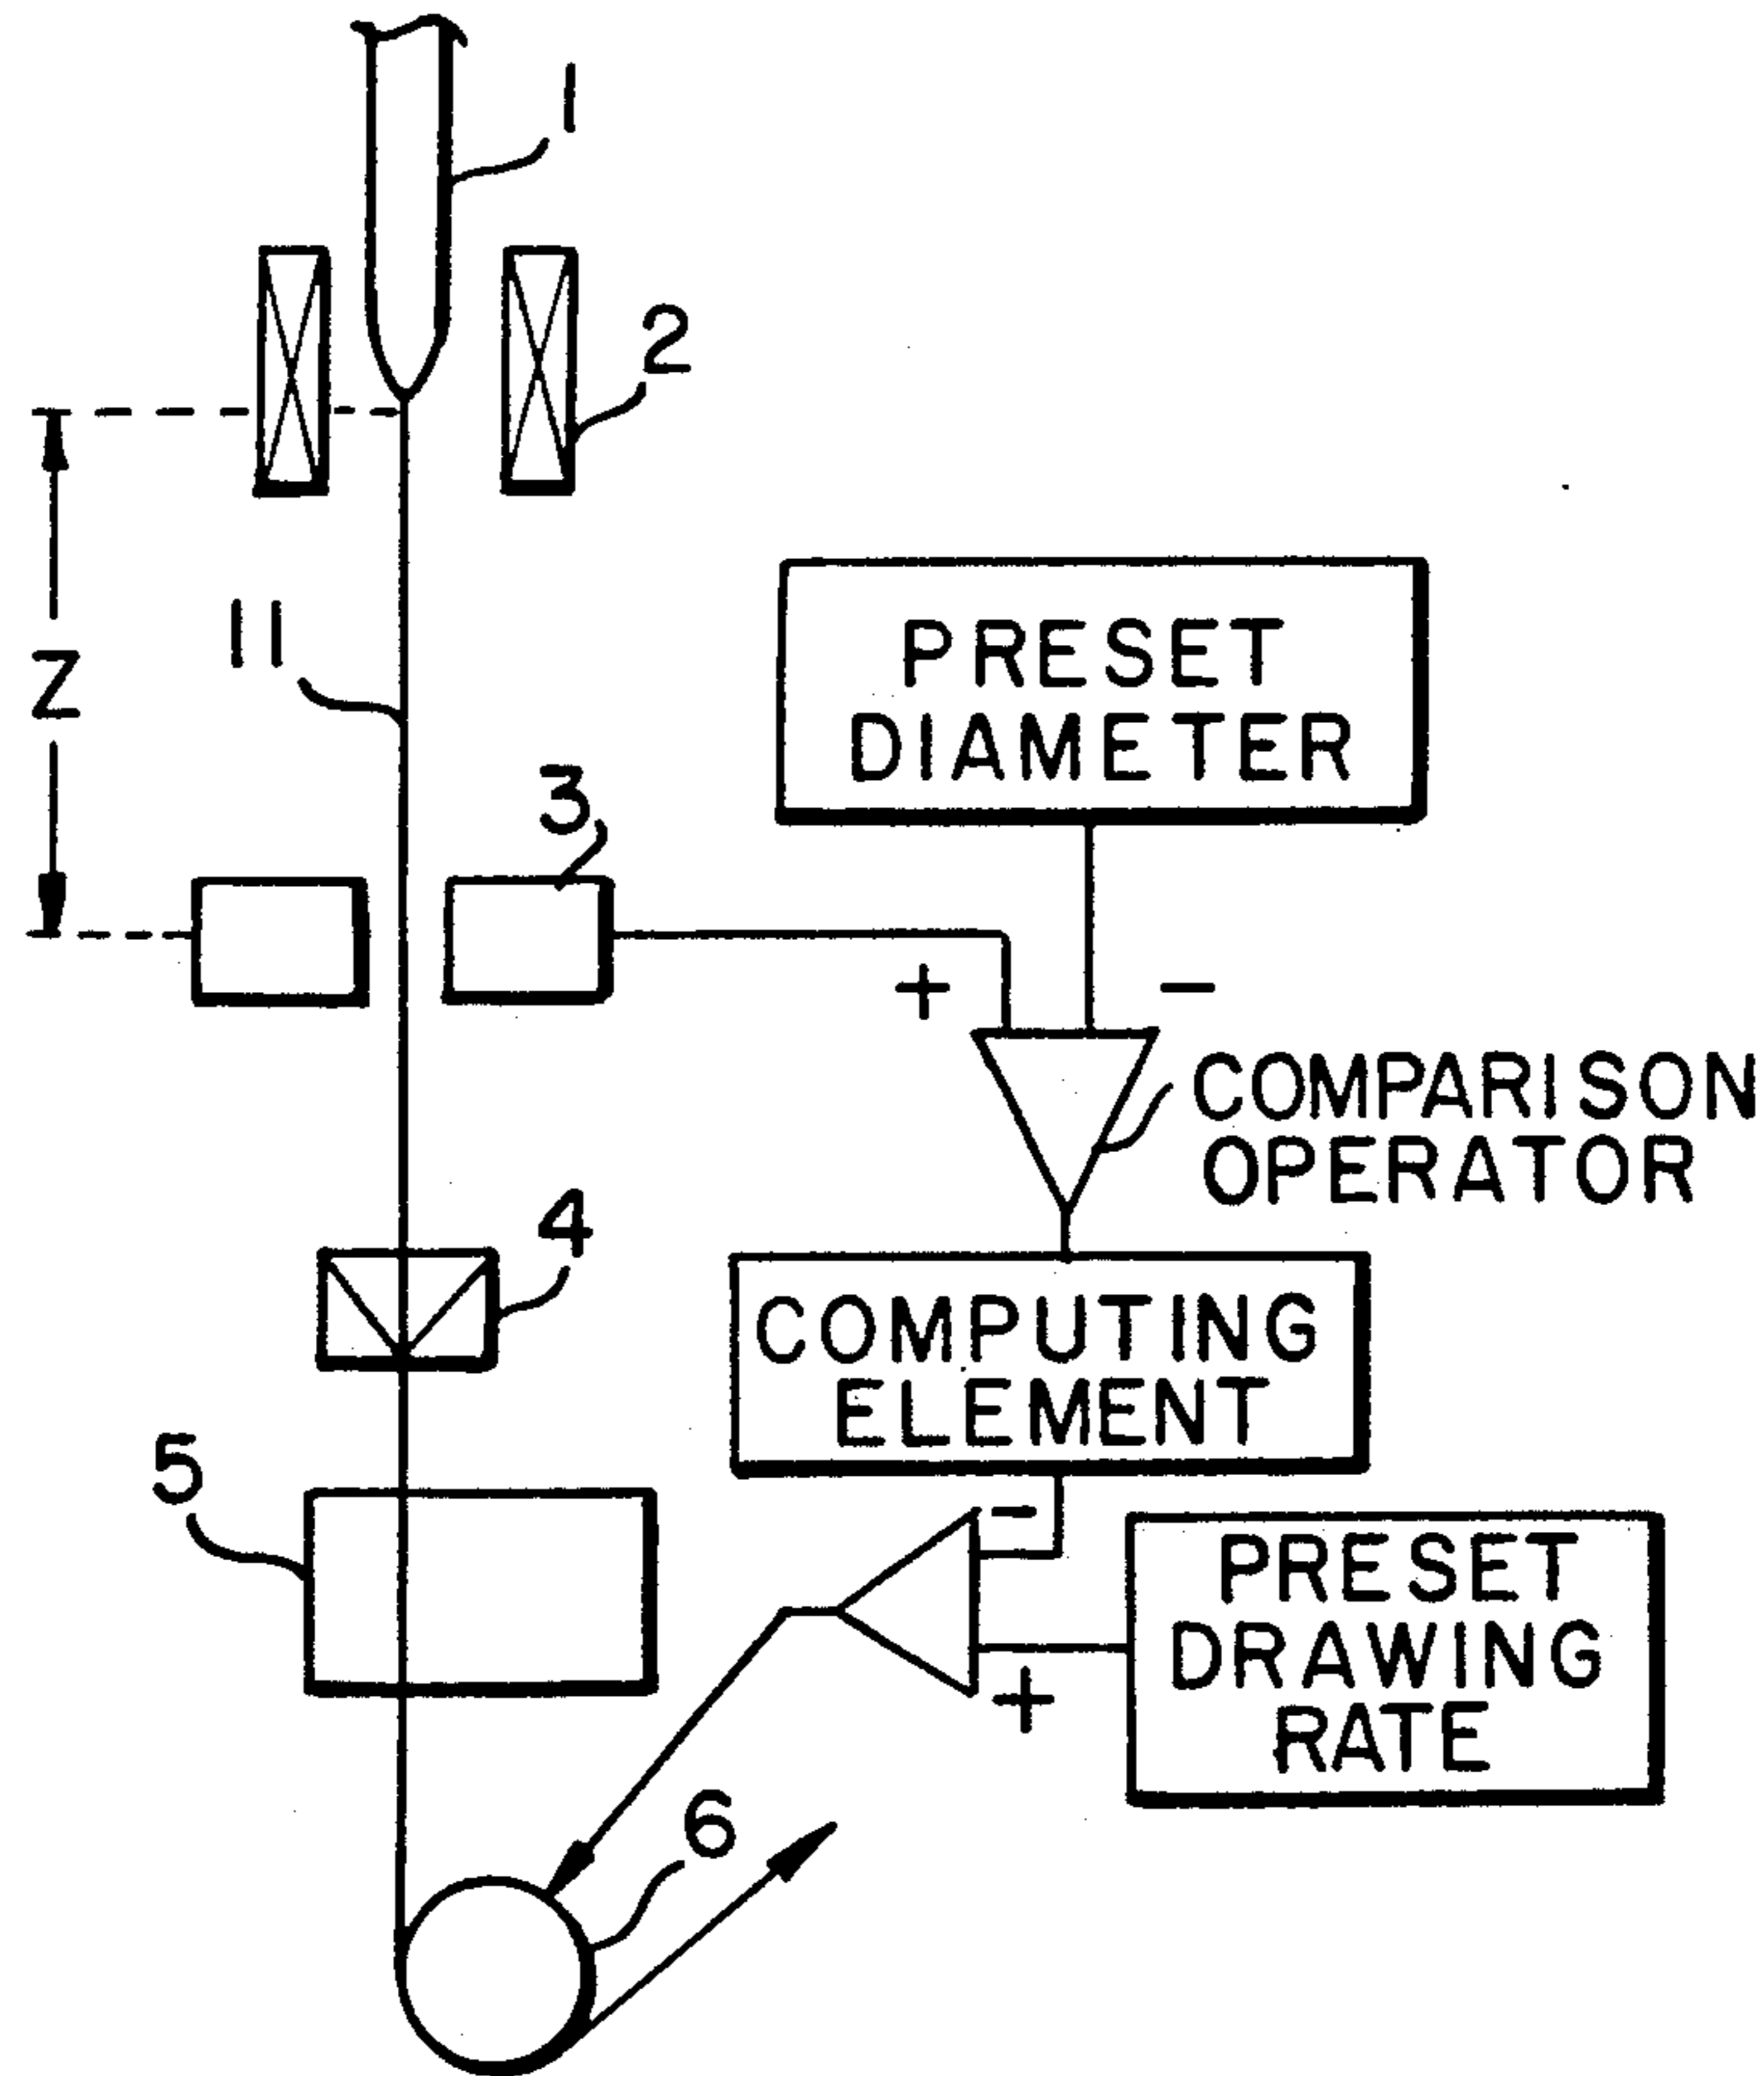 1
2
Z
11
PRESET
DIAMETER
3
+
-
COMPARISON
OPERATOR
4
COMPUTING
ELEMENT
5
-
PRESET
DRAWING
RATE
+
6